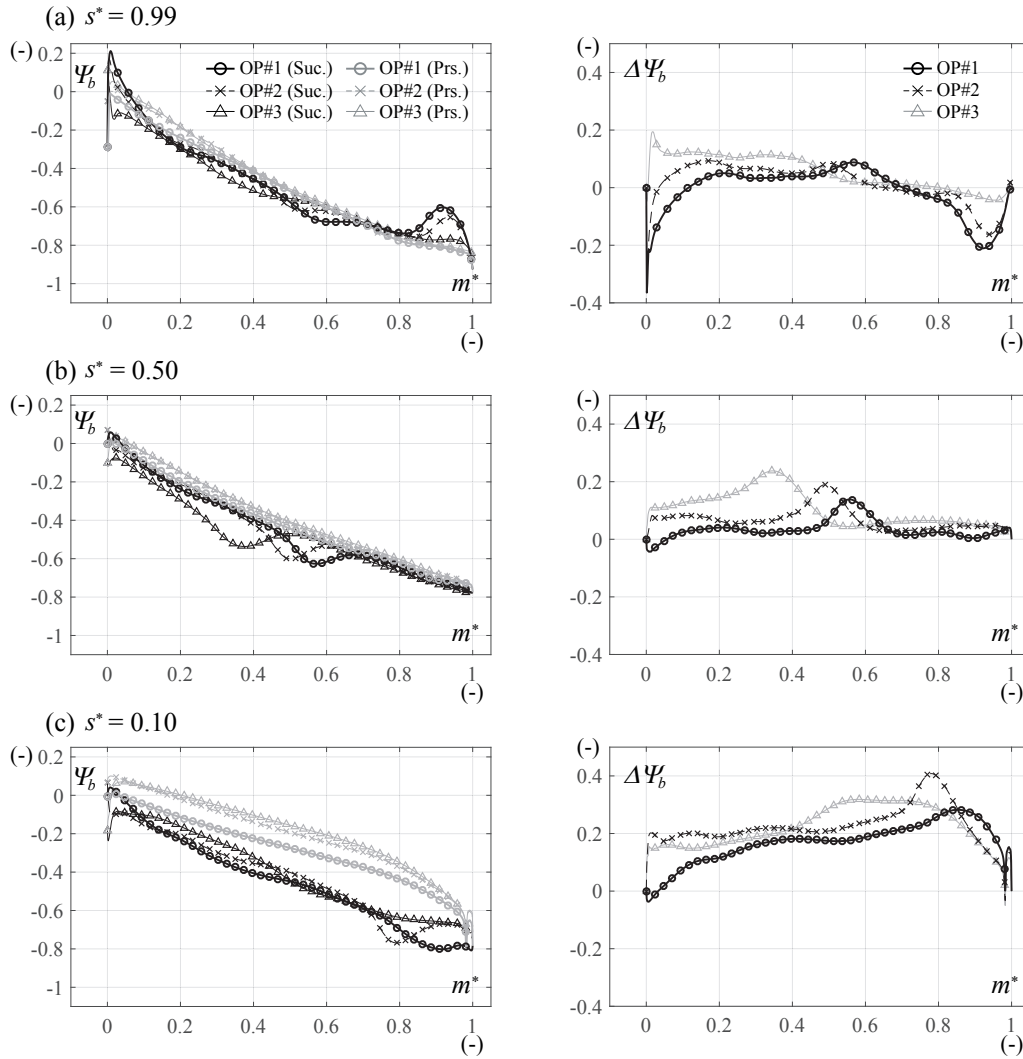 (a) s* = 0.99
(-)
Ψb
0.2
0
-0.2
-0.4
-0.6
-0.8
-1
OP#1 (Suc.) OP#1 (Prs.)
OP#2 (Suc.) OP#2 (Prs.)
OP#3 (Suc.) OP#3 (Prs.)
m*
0 0.2 0.4 0.6 0.8 1
(-)
(-)
ΔΨb
0.4
0.2
0
-0.2
-0.4
OP#1
OP#2
OP#3
m*
0 0.2 0.4 0.6 0.8 1
(-)
(b) s* = 0.50
(-)
Ψb
0.2
0
-0.2
-0.4
-0.6
-0.8
-1
m*
0 0.2 0.4 0.6 0.8 1
(-)
(-)
ΔΨb
0.4
0.2
0
-0.2
-0.4
m*
0 0.2 0.4 0.6 0.8 1
(-)
(c) s* = 0.10
(-)
Ψb
0.2
0
-0.2
-0.4
-0.6
-0.8
-1
m*
0 0.2 0.4 0.6 0.8 1
(-)
(-)
ΔΨb
0.4
0.2
0
-0.2
-0.4
m*
0 0.2 0.4 0.6 0.8 1
(-)